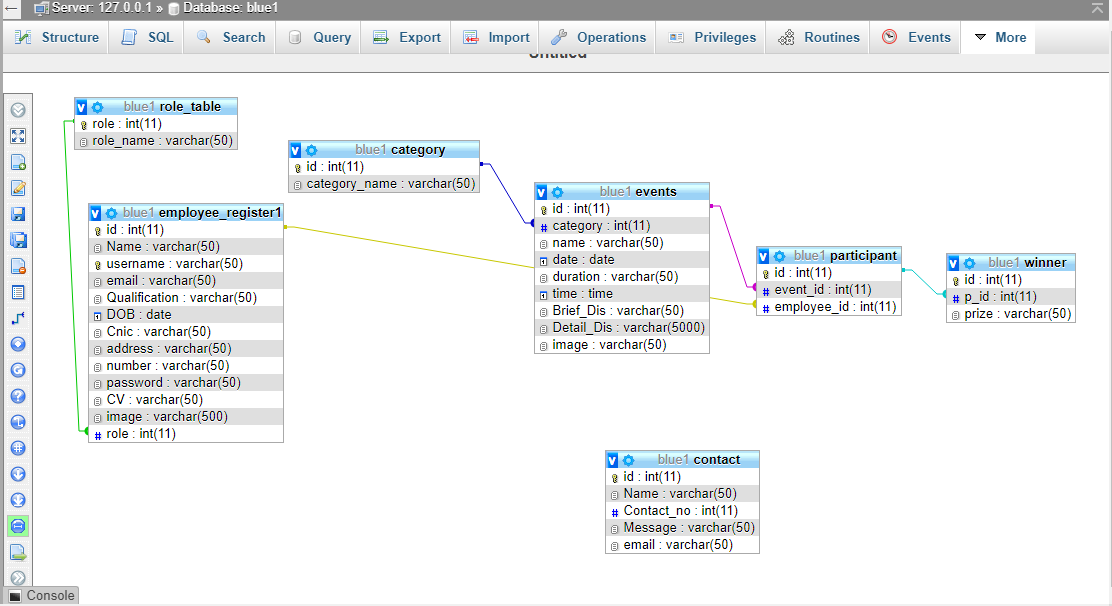 Server: 127.0.0.1 » Database: blue1
Structure SQL Search Query Export Import Operations Privileges Routines Events More
Untitled
blue1 role_table
role : int(11)
role_name : varchar(50)
blue1 category
id : int(11)
category_name : varchar(50)
blue1 employee_register1
id : int(11)
Name : varchar(50)
username : varchar(50)
email : varchar(50)
Qualification : varchar(50)
DOB : date
Cnic : varchar(50)
address : varchar(50)
number : varchar(50)
password : varchar(50)
CV : varchar(50)
image : varchar(500)
role : int(11)
blue1 events
id : int(11)
category : int(11)
name : varchar(50)
date : date
duration : varchar(50)
time : time
Brief_Dis : varchar(50)
Detail_Dis : varchar(5000)
image : varchar(50)
blue1 participant
id : int(11)
event_id : int(11)
employee_id : int(11)
blue1 winner
id : int(11)
p_id : int(11)
prize : varchar(50)
blue1 contact
id : int(11)
Name : varchar(50)
Contact_no : int(11)
Message : varchar(50)
email : varchar(50)
Console